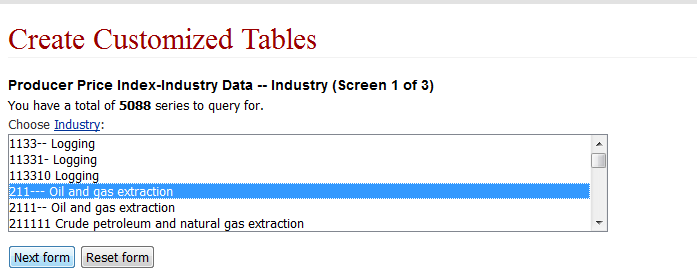 Create Customized Tables
Producer Price Index-Industry Data -- Industry (Screen 1 of 3)
You have a total of 5088 series to query for.
Choose Industry:
1133-- Logging
11331- Logging
113310 Logging
211--- Oil and gas extraction
2111-- Oil and gas extraction
211111 Crude petroleum and natural gas extraction
Next form Reset form